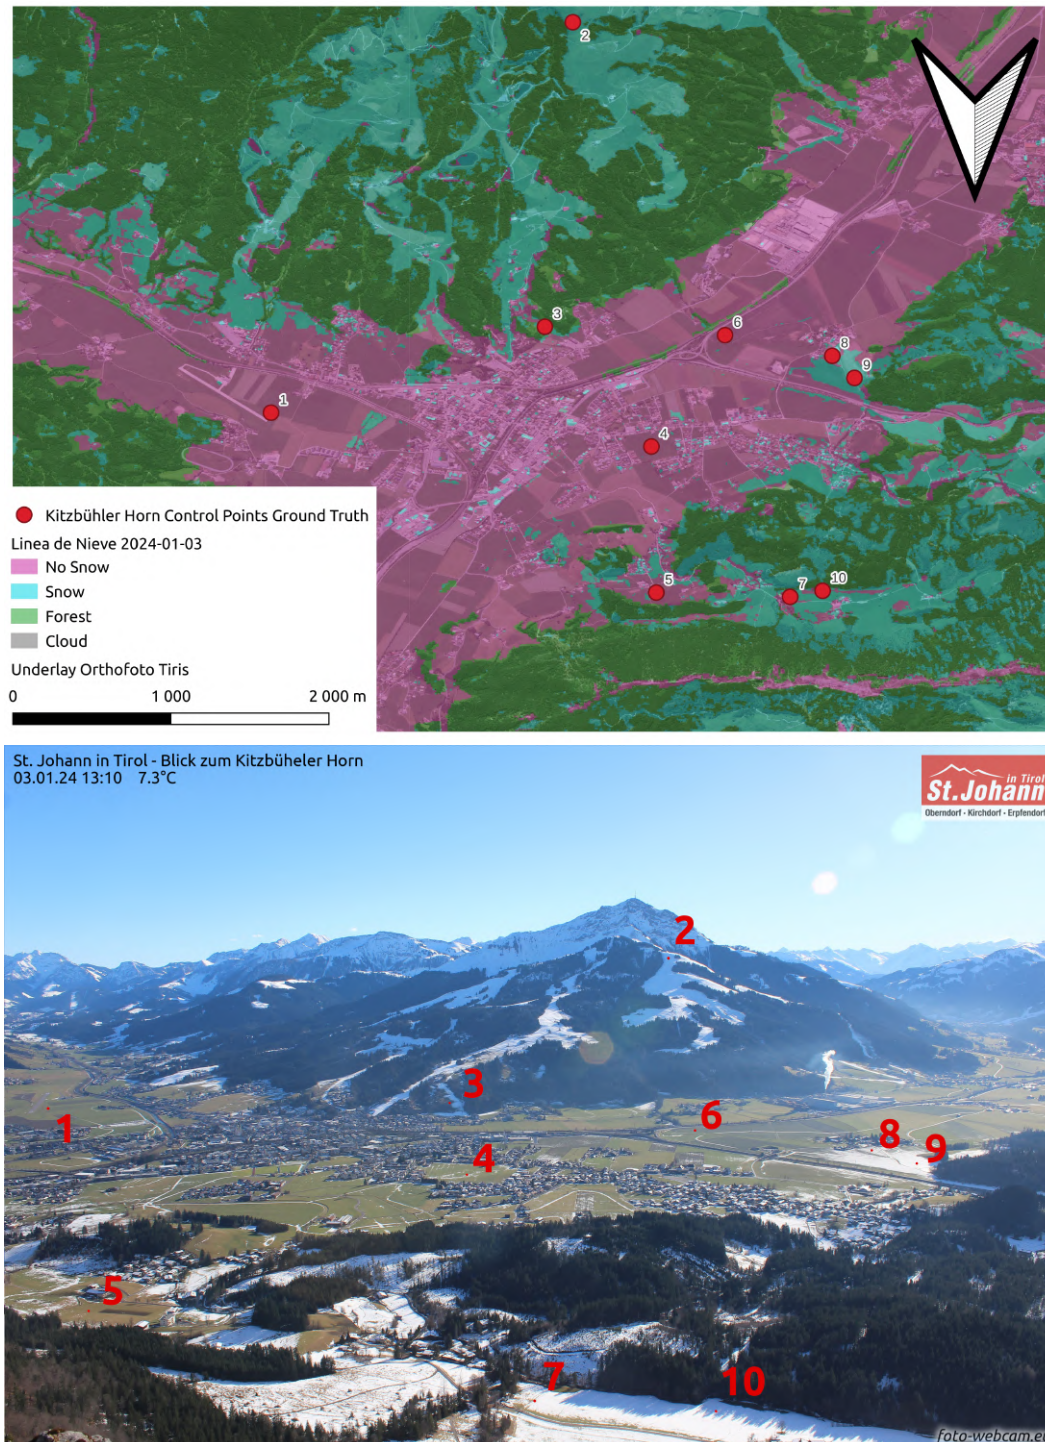 2
3
6
8
9
1
4
5
7
10
Kitzbühler Horn Control Points Ground Truth
Linea de Nieve 2024-01-03
No Snow
Snow
Forest
Cloud
Underlay Orthofoto Tiris
0 1 000 2 000 m
St. Johann in Tirol - Blick zum Kitzbüheler Horn
03.01.24 13:10 7.3°C
in Tirol
St.Johann
Oberndorf - Kirchdorf - Erpfendorf
2
3
1
6
4
8
9
5
7
10
foto-webcam.eu